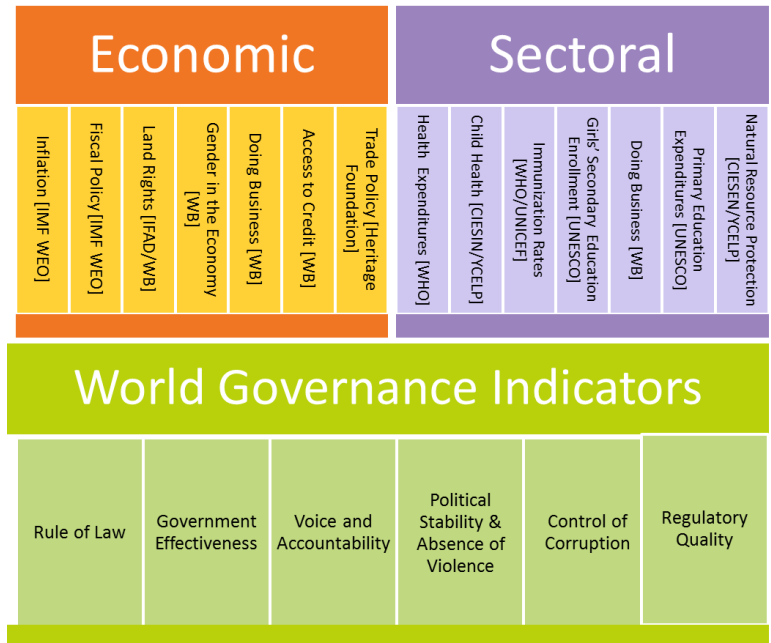 Economic
Inflation [IMF WEO]
Fiscal Policy [IMF WEO]
Land Rights [IFAD/WB]
Gender in the Economy
[WB]
Doing Business [WB]
Access to Credit [WB]
Trade Policy [Heritage
Foundation]
Sectoral
Health Expenditures [WHO]
Child Health [CIESIN/YCELP]
Immunization Rates
[WHO/UNICEF]
Girls' Secondary Education
Enrollment [UNESCO]
Doing Business [WB]
Primary Education
Expenditures [UNESCO]
Natural Resource Protection
[CIESEN/YCELP]
World Governance Indicators
Rule of Law
Government
Effectiveness
Voice and
Accountability
Political
Stability &
Absence of
Violence
Control of
Corruption
Regulatory
Quality